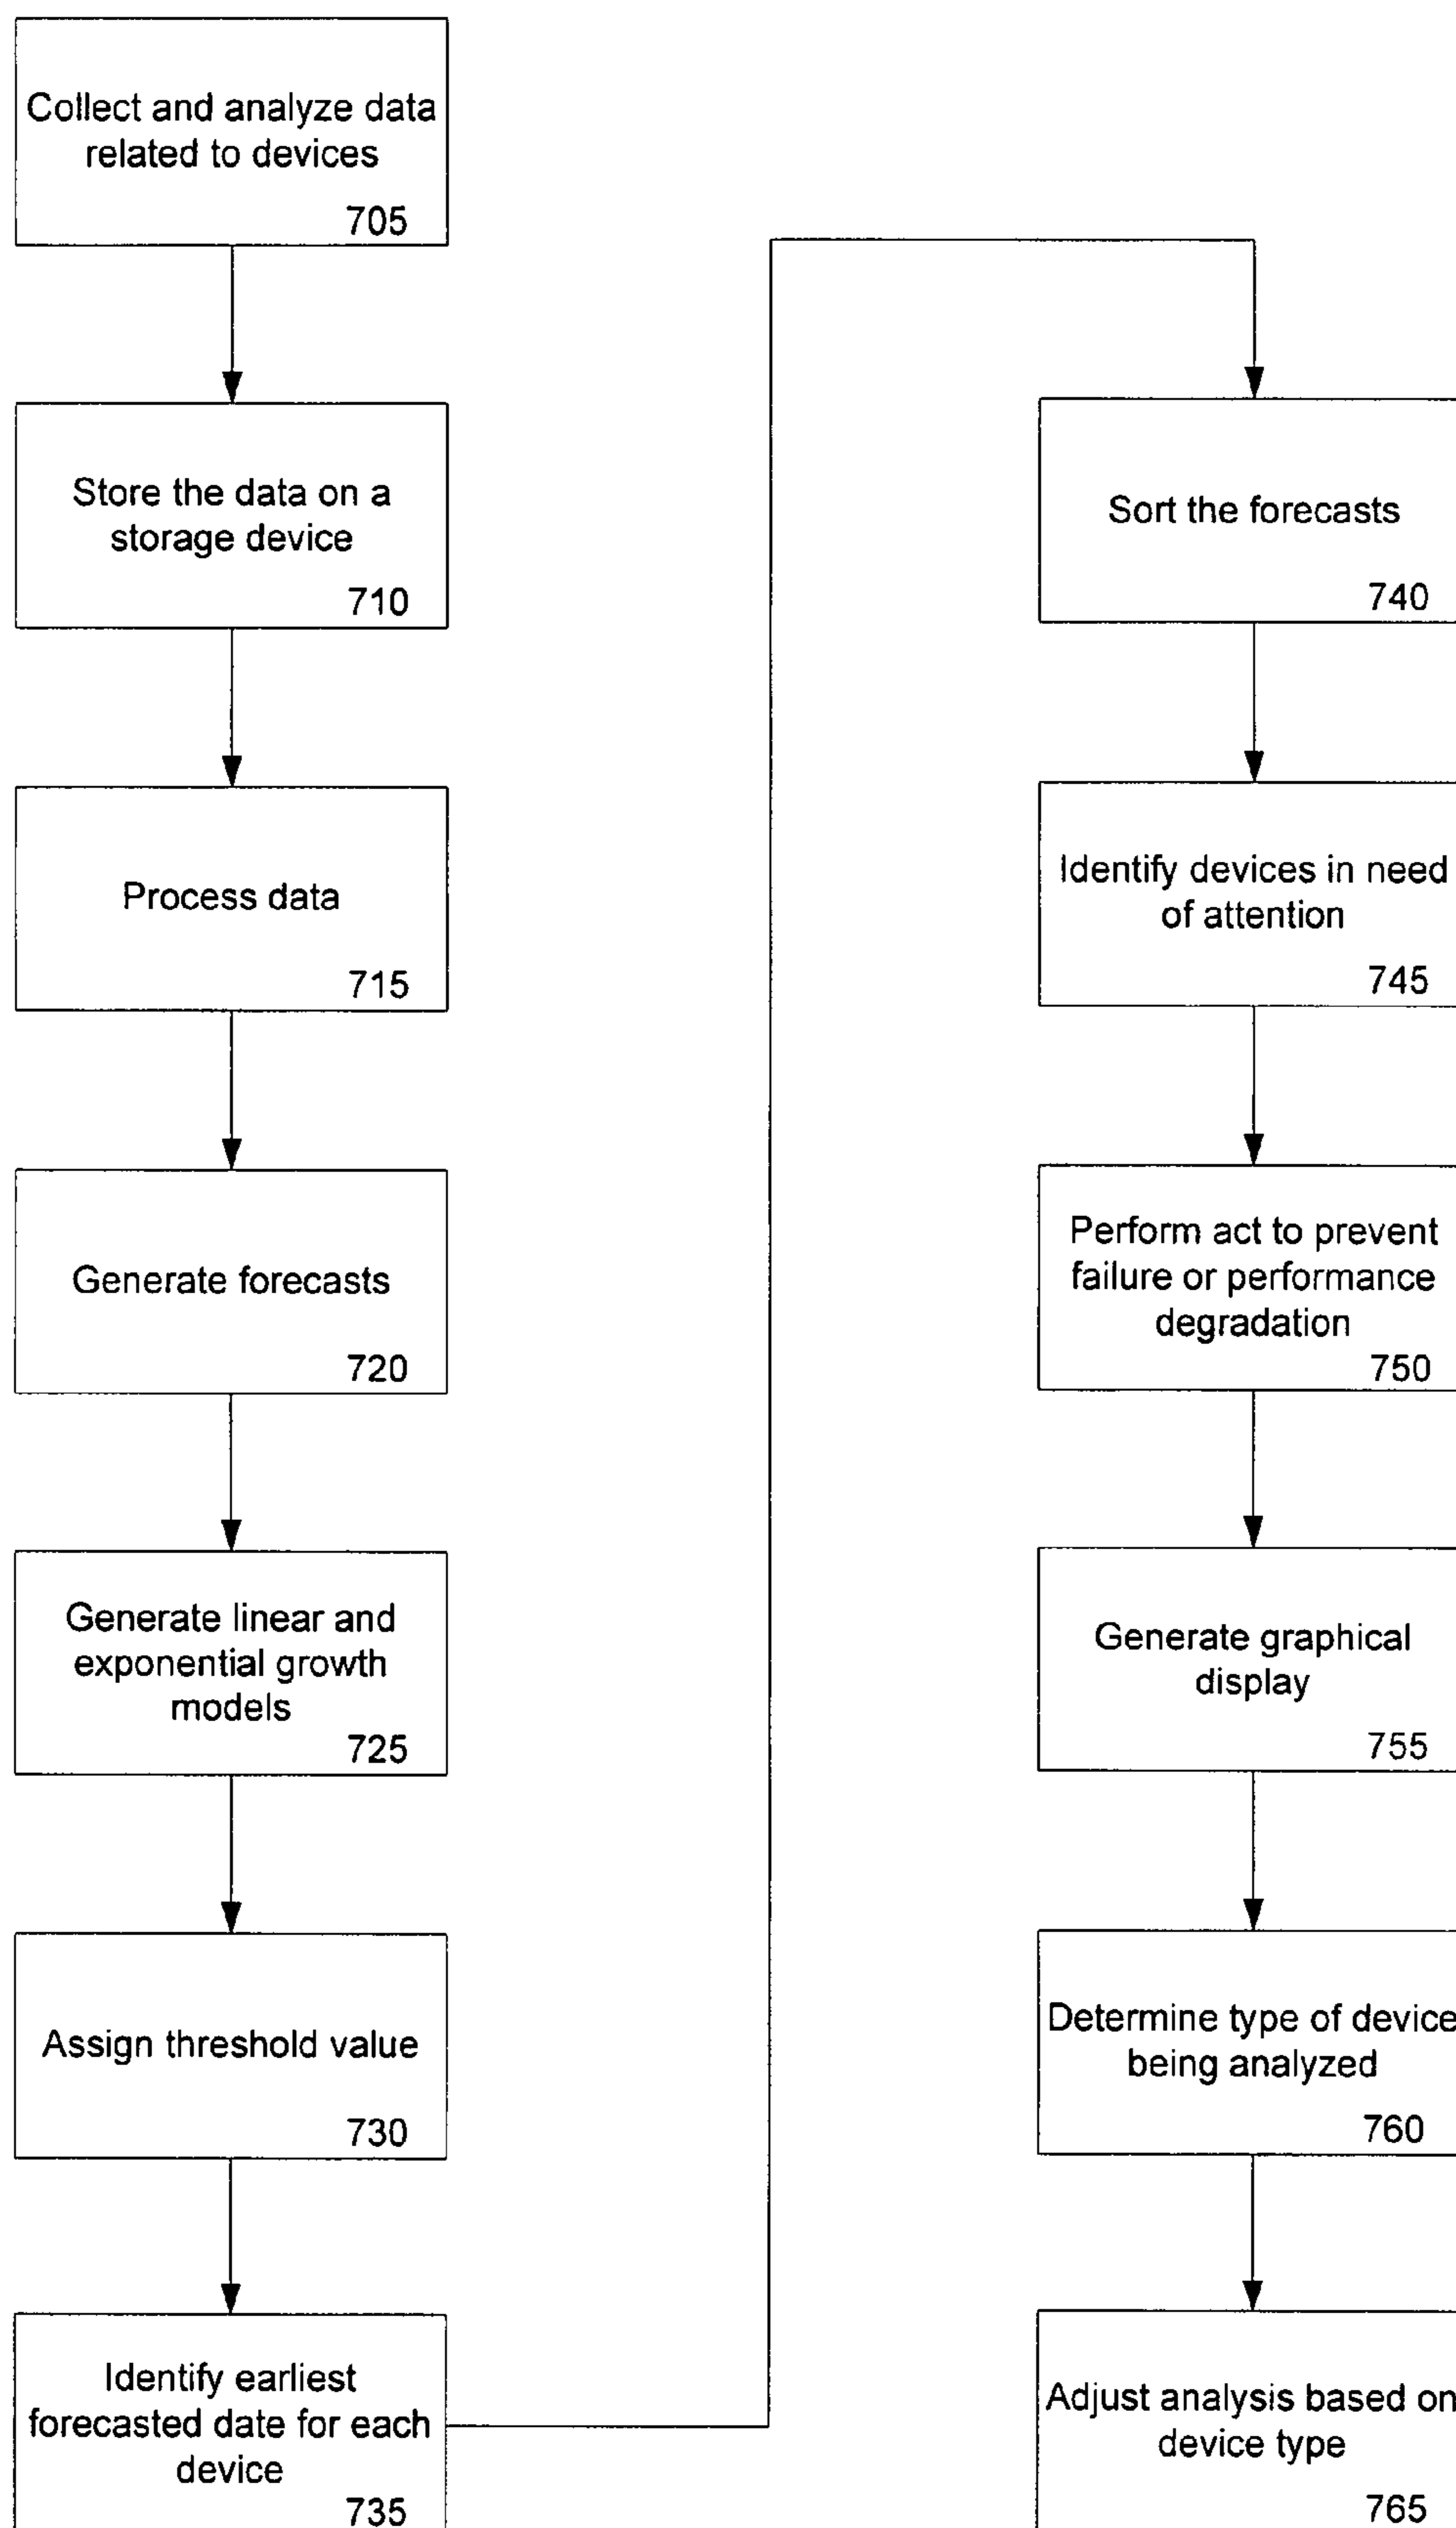 Collect and analyze data
related to devices
705
Store the data on a
storage device
710
Process data
715
Generate forecasts
720
Generate linear and
exponential growth
models
725
Assign threshold value
730
Identify earliest
forecasted date for each
device
735
Sort the forecasts
740
Identify devices in need
of attention
745
Perform act to prevent
failure or performance
degradation
750
Generate graphical
display
755
Determine type of device
being analyzed
760
Adjust analysis based on
device type
765